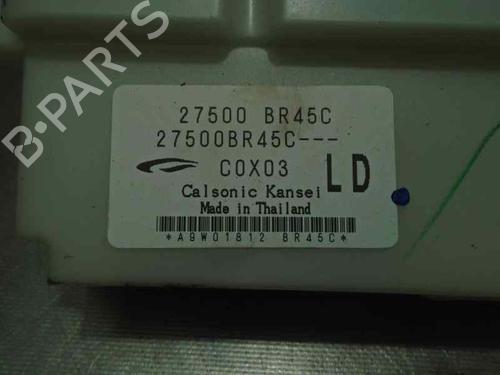 27500 BR45C
27500BR45C---
C0X03
LD
Calsonic Kansei
Made in Thailand
*A9W01812 BR45C*
B-PARTS